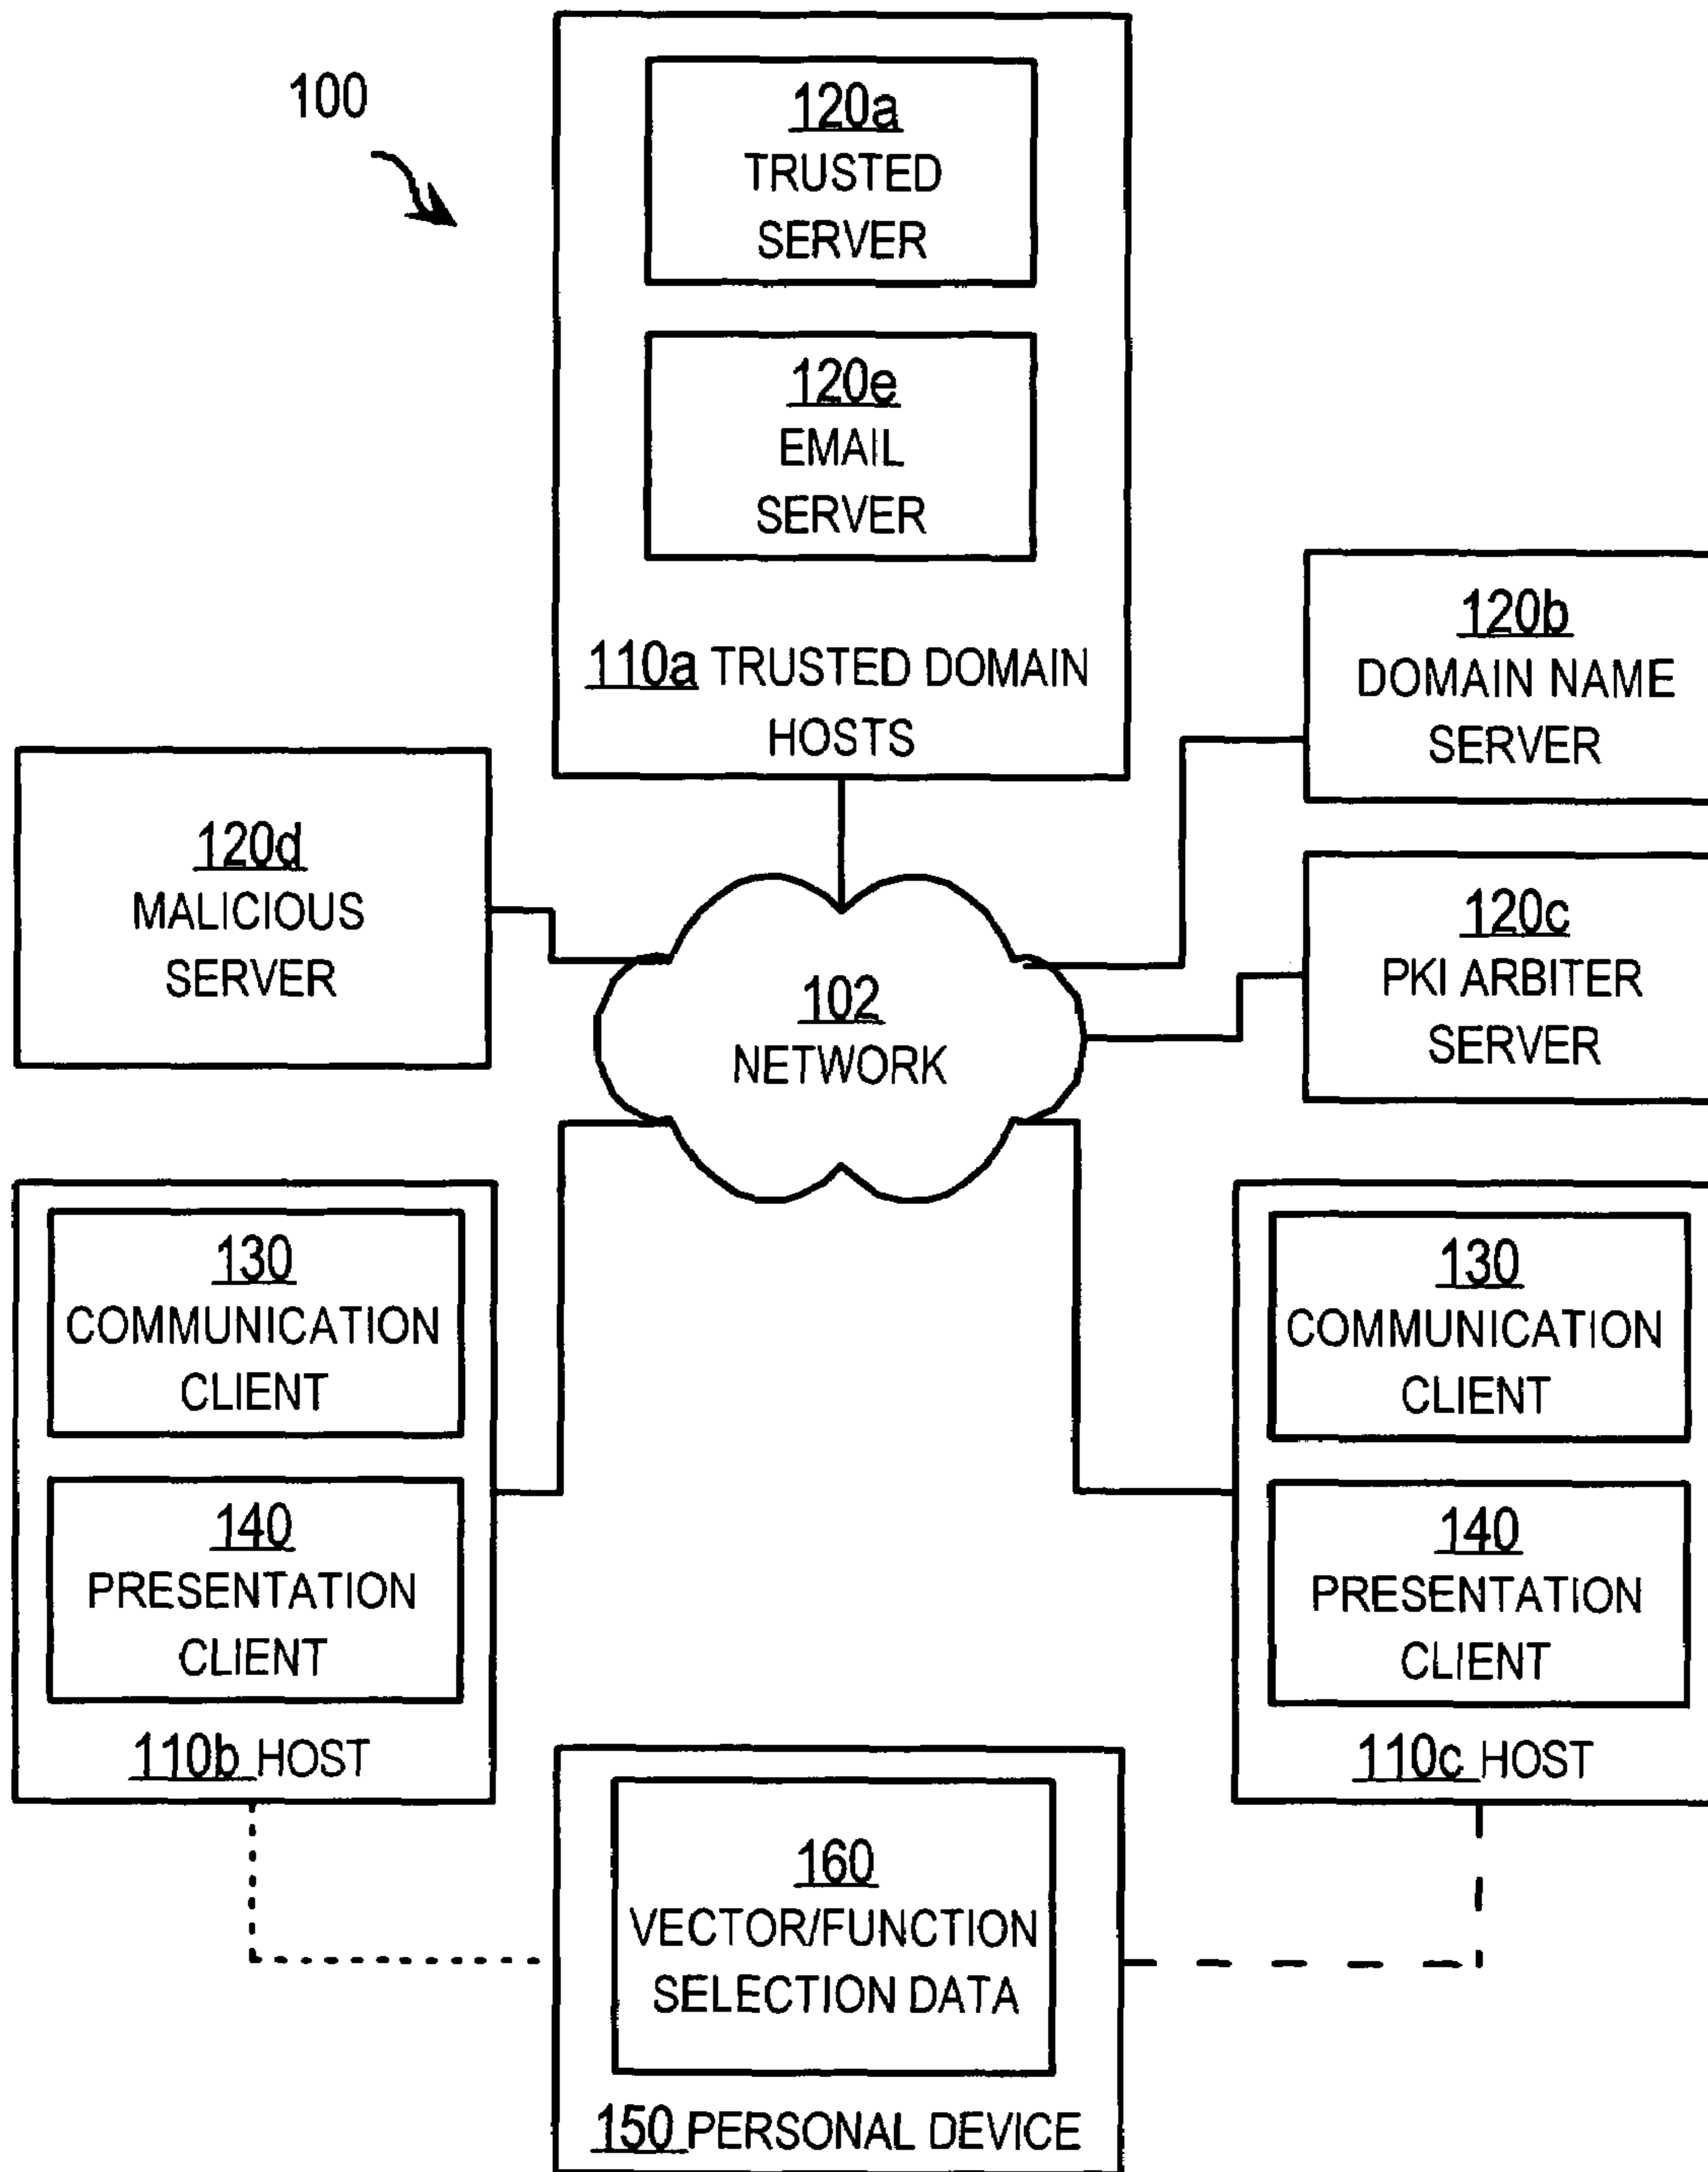 100
120a
TRUSTED
SERVER
120e
EMAIL
SERVER
110a TRUSTED DOMAIN
HOSTS
120b
DOMAIN NAME
SERVER
120d
MALICIOUS
SERVER
120c
PKI ARBITER
SERVER
102
NETWORK
130
COMMUNICATION
CLIENT
140
PRESENTATION
CLIENT
110b HOST
130
COMMUNICATION
CLIENT
140
PRESENTATION
CLIENT
110c HOST
160
VECTOR/FUNCTION
SELECTION DATA
150 PERSONAL DEVICE